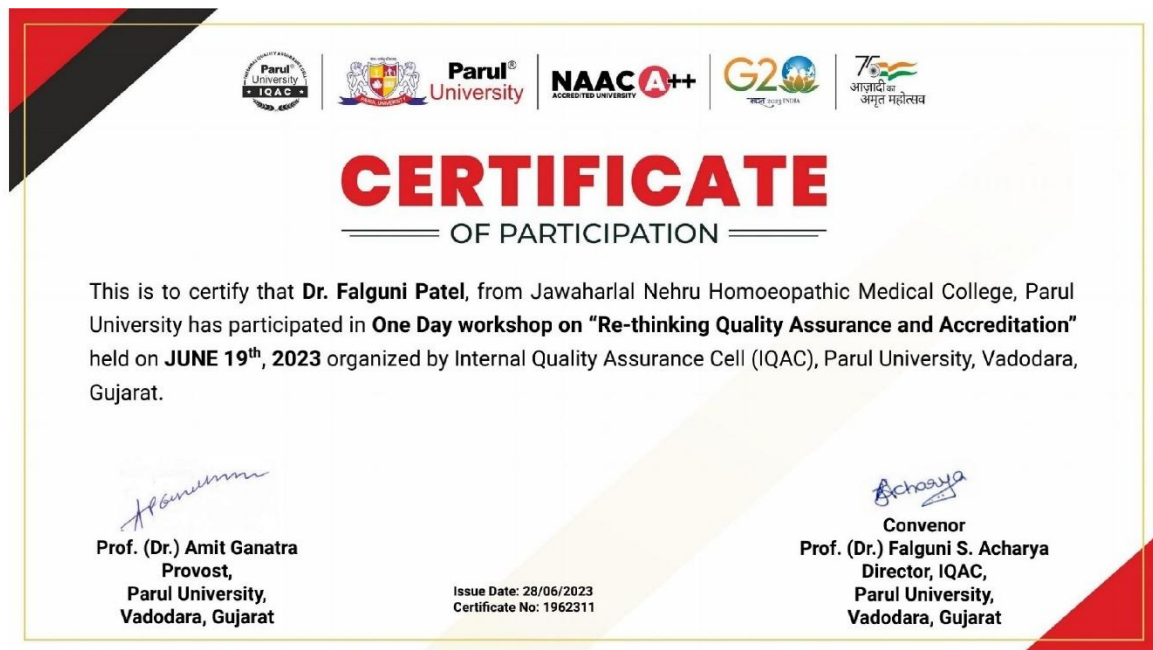 Parul
University
IQAC
Parul®
University
NAAC A++
ACCREDITED UNIVERSITY
G20
भारत 2023 INDIA
75
आज़ादी का
अमृत महोत्सव
CERTIFICATE
OF PARTICIPATION
This is to certify that Dr. Falguni Patel, from Jawaharlal Nehru Homoeopathic Medical College, Parul
University has participated in One Day workshop on “Re-thinking Quality Assurance and Accreditation”
held on JUNE 19th, 2023 organized by Internal Quality Assurance Cell (IQAC), Parul University, Vadodara,
Gujarat.
Acharya
Prof. (Dr.) Amit Ganatra
Provost,
Parul University,
Vadodara, Gujarat
Issue Date: 28/06/2023
Certificate No: 1962311
Convenor
Prof. (Dr.) Falguni S. Acharya
Director, IQAC,
Parul University,
Vadodara, Gujarat